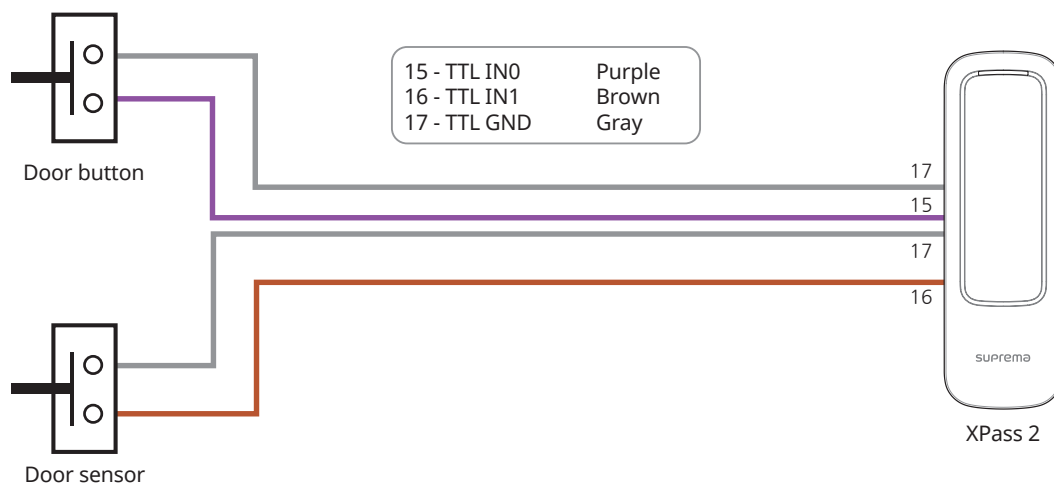 15 - TTL IN0 Purple
16 - TTL IN1 Brown
17 - TTL GND Gray
Door button
17
15
17
16
suprema
XPass 2
Door sensor